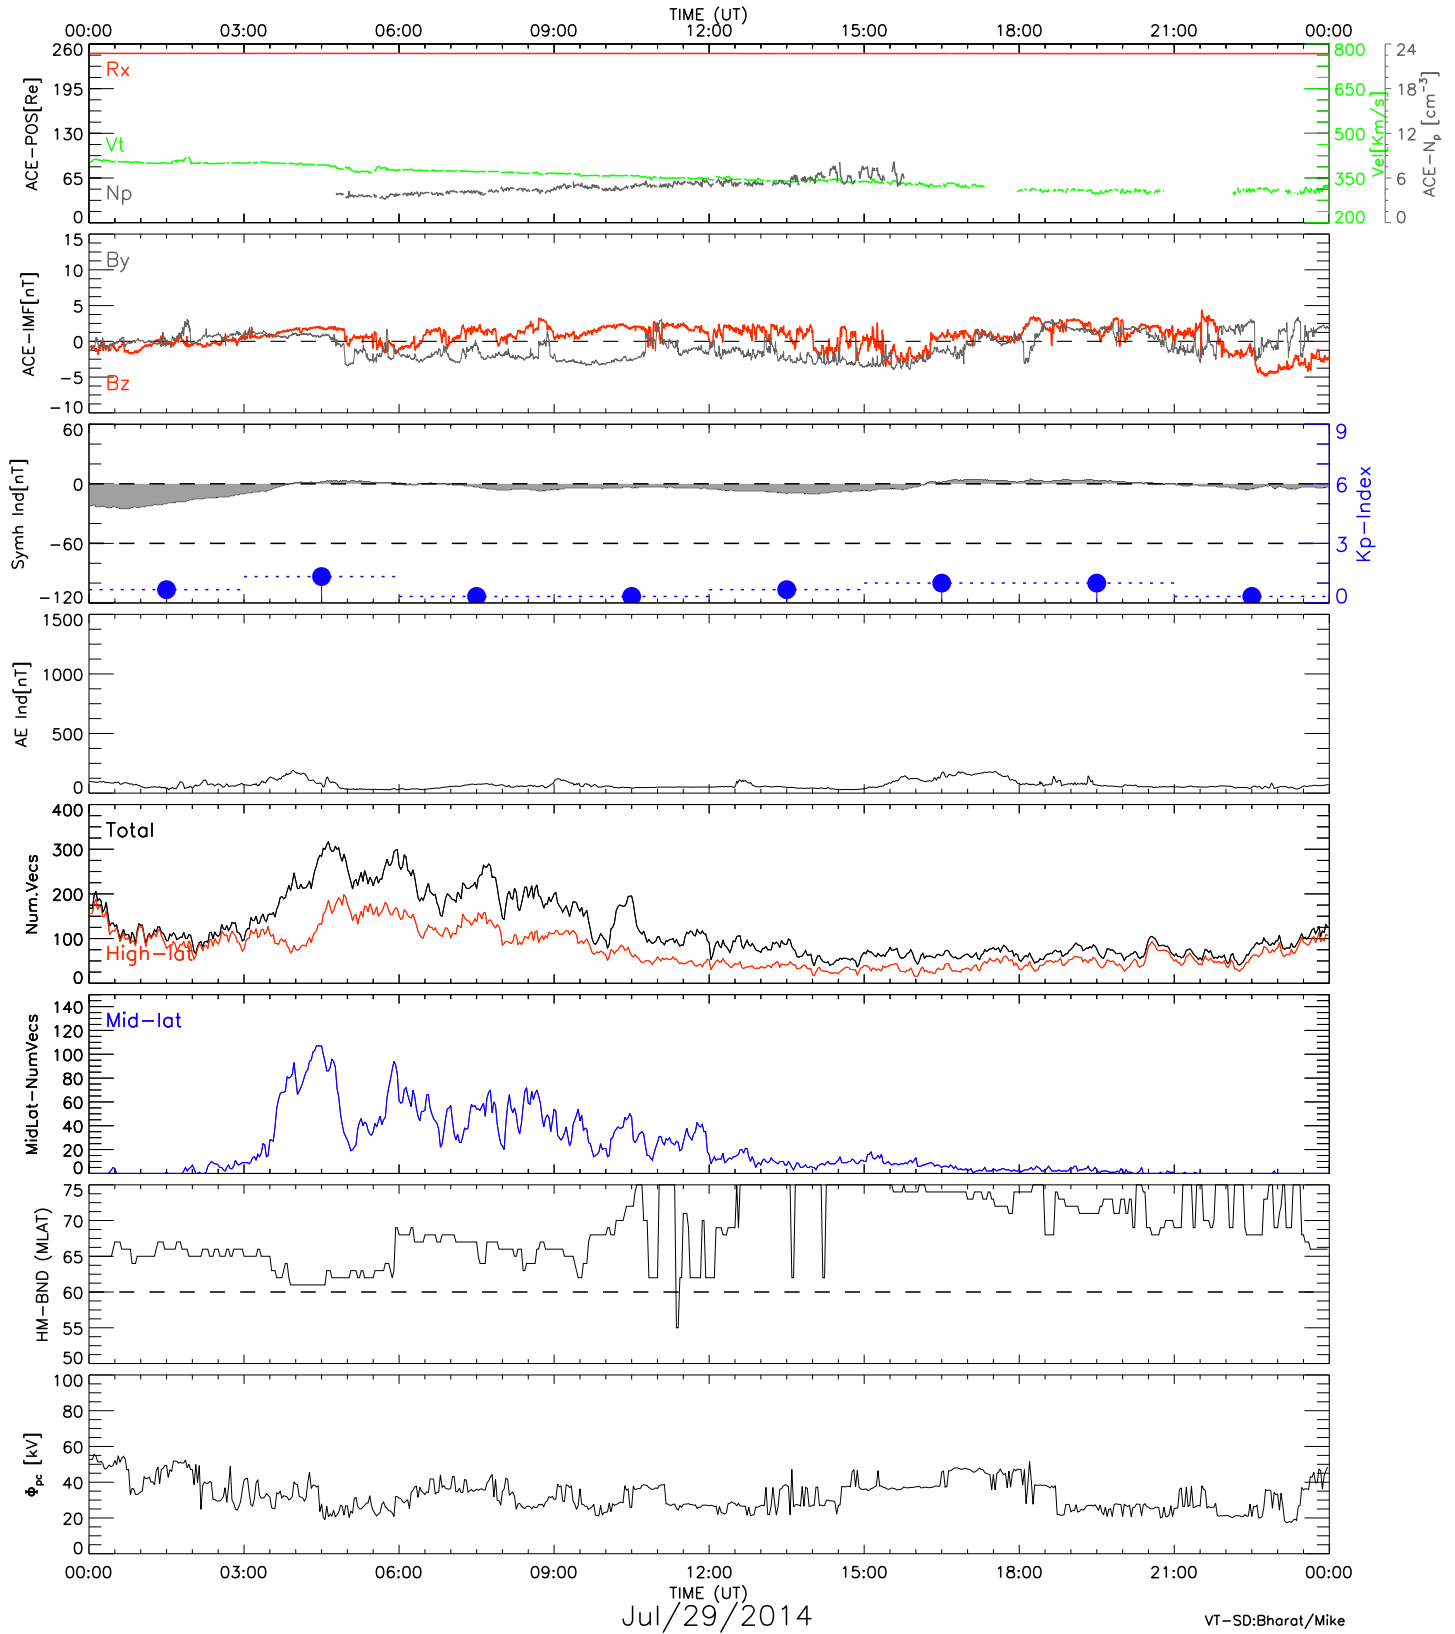 TIME (UT)
00:00 03:00 06:00 09:00 12:00 15:00 18:00 21:00 00:00
ACE-POS[Re]
260
195
130
65
0
Rx
Vt
Np
800
650
500
350
200
Vel[Km/s]
24
18
12
6
0
ACE-Np [cm-3]
ACE-IMF[nT]
15
10
5
0
-5
-10
By
Bz
Symh Ind[nT]
60
0
-60
-120
9
6
3
0
Kp-Index
AE Ind[nT]
1500
1000
500
0
Num.Vecs
400
300
200
100
0
Total
High-lat
MidLat-NumVecs
140
120
100
80
60
40
20
0
Mid-lat
HM-BND (MLAT)
75
70
65
60
55
50
Φpc [kV]
100
80
60
40
20
0
00:00 03:00 06:00 09:00 12:00 15:00 18:00 21:00 00:00
TIME (UT)
Jul/29/2014
VT-SD:Bharat/Mike